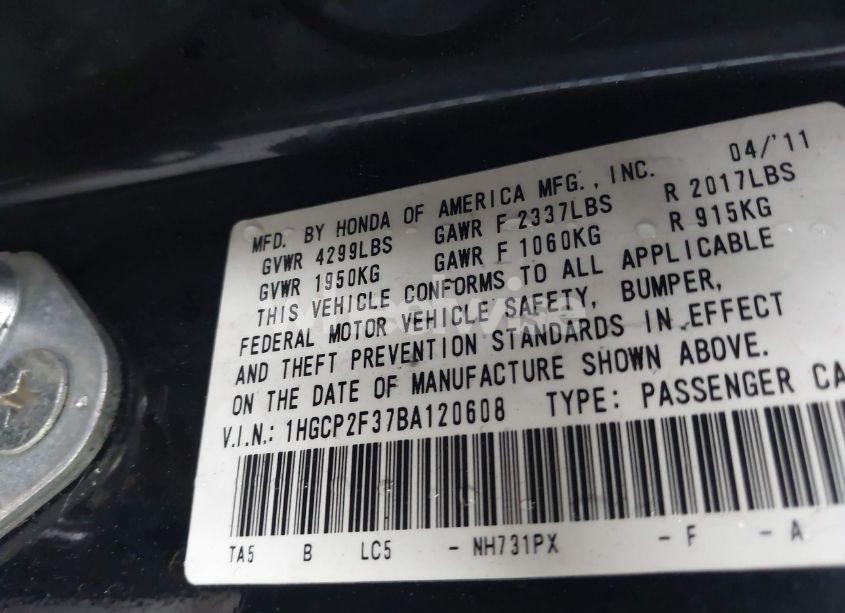 MFD. BY HONDA OF AMERICA MFG., INC. 04/'11
GVWR 4299LBS GAWR F 2337LBS R 2017LBS
GVWR 1950KG GAWR F 1060KG R 915KG
THIS VEHICLE CONFORMS TO ALL APPLICABLE
FEDERAL MOTOR VEHICLE SAFETY, BUMPER,
AND THEFT PREVENTION STANDARDS IN EFFECT
ON THE DATE OF MANUFACTURE SHOWN ABOVE.
V.I.N.: 1HGCP2F37BA120608 TYPE: PASSENGER CA
TA5 B LC5 - NH731PX - F - A